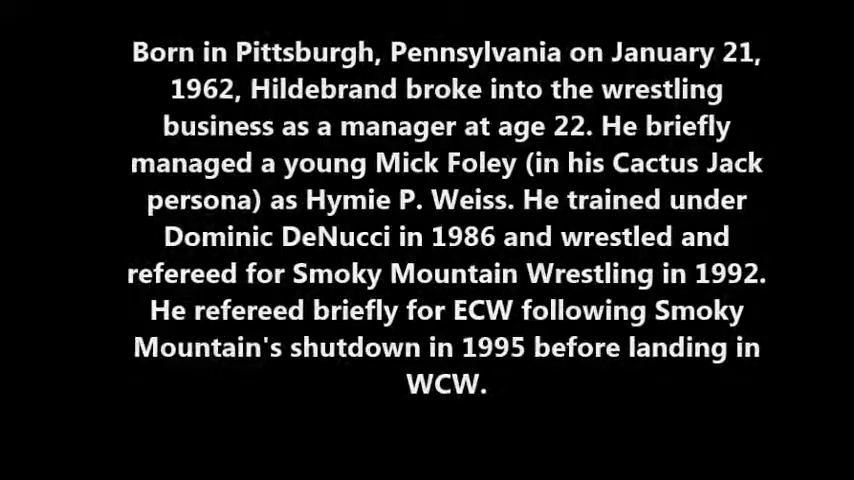 Born in Pittsburgh, Pennsylvania on January 21,
1962, Hildebrand broke into the wrestling
business as a manager at age 22. He briefly
managed a young Mick Foley (in his Cactus Jack
persona) as Hymie P. Weiss. He trained under
Dominic DeNucci in 1986 and wrestled and
refereed for Smoky Mountain Wrestling in 1992.
He refereed briefly for ECW following Smoky
Mountain's shutdown in 1995 before landing in
WCW.